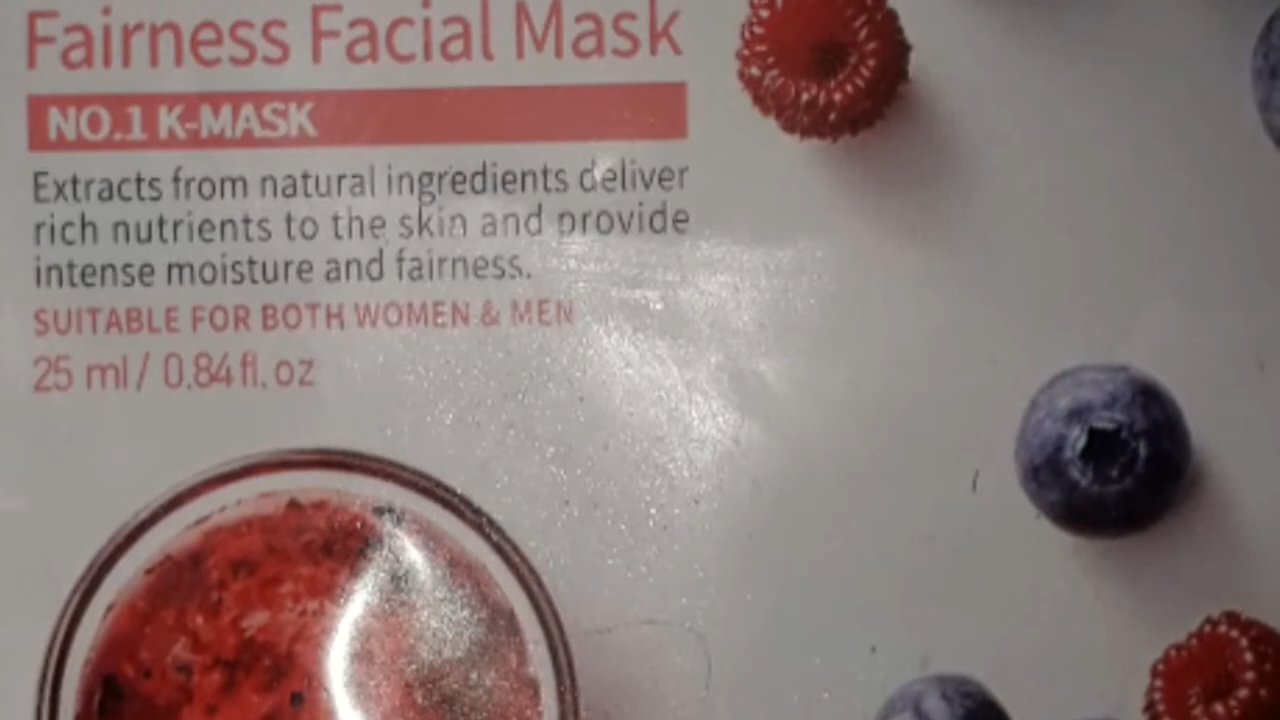 Fairness Facial Mask
NO.1 K-MASK
Extracts from natural ingredients deliver
rich nutrients to the skin and provide
intense moisture and fairness.
SUITABLE FOR BOTH WOMEN & MEN
25 ml / 0.84 fl. oz